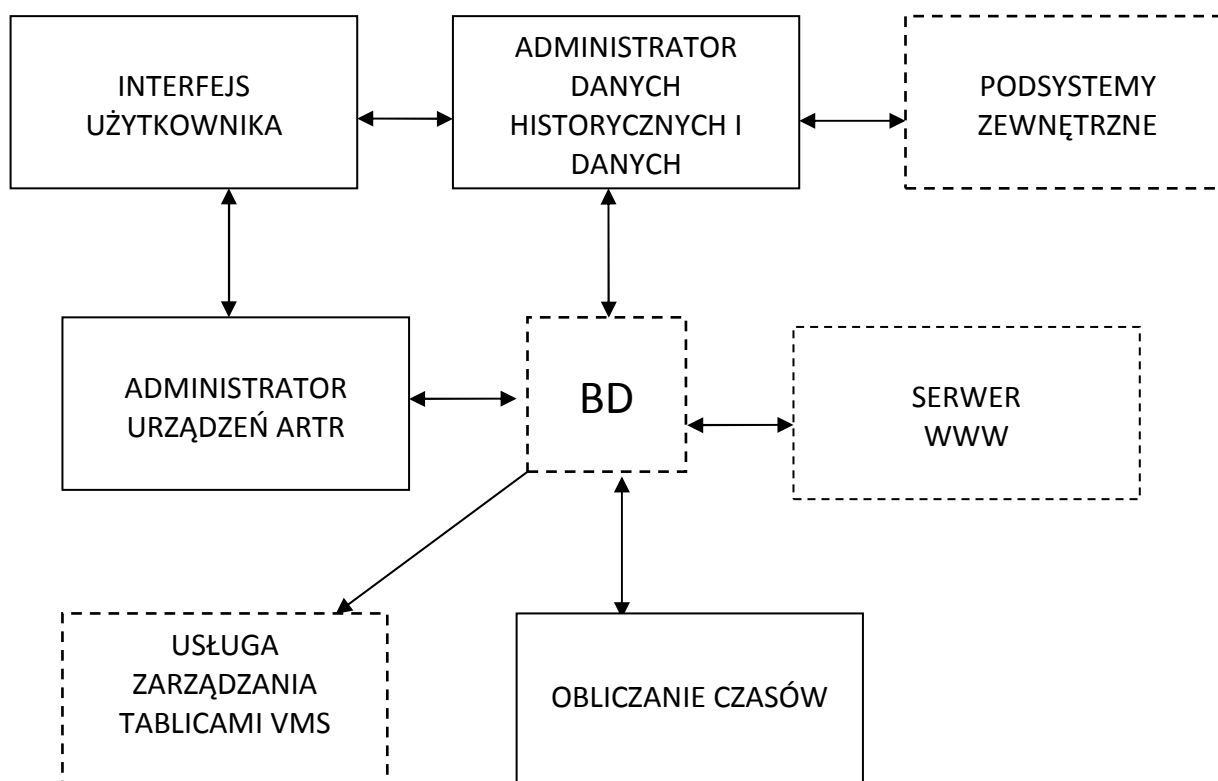 INTERFEJS
UŻYTKOWNIKA
ADMINISTRATOR
DANYCH
HISTORYCZNYCH I
DANYCH
PODSYSTEMY
ZEWNĘTRZNE
ADMINISTRATOR
URZĄDZEŃ ARTR
BD
SERWER
WWW
USŁUGA
ZARZĄDZANIA
TABLICAMI VMS
OBLICZANIE CZASÓW